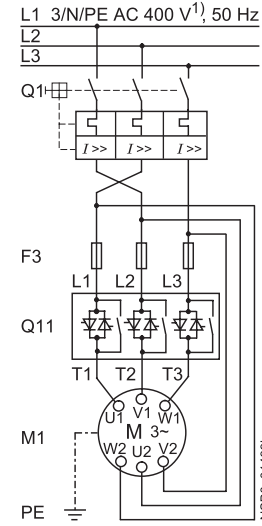 L1 3/N/PE AC 400 V1), 50 Hz
L2
L3
Q1
I >> I >> I >>
F3
L1 L2 L3
Q11
T1 T2 T3
U1 V1 W1
M1 M 3~
W2 U2 V2
PE